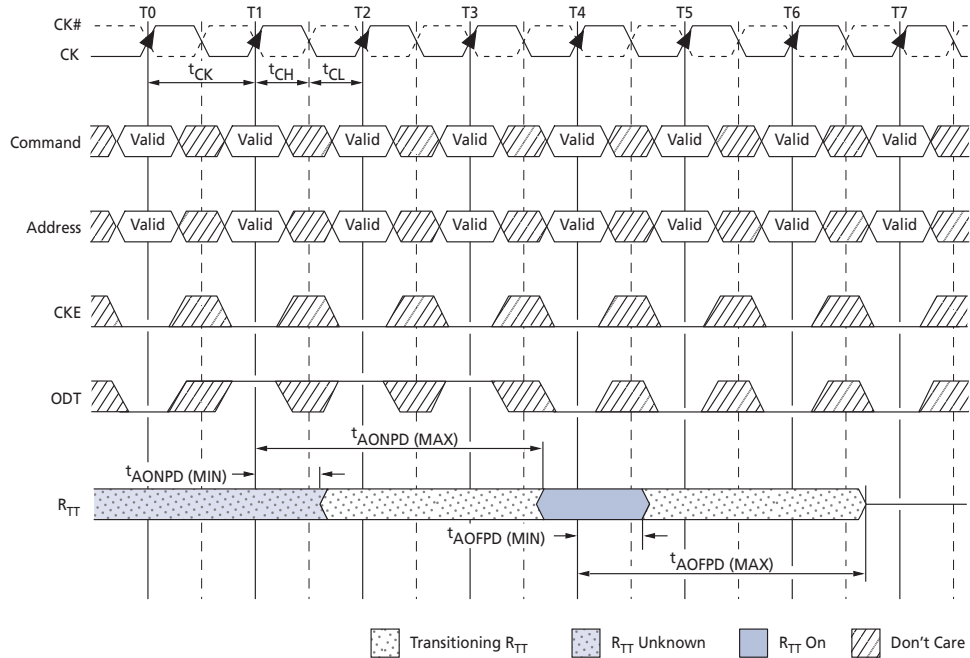 T0 T1 T2 T3 T4 T5 T6 T7
CK#
CK
tCK tCH tCL
Command Valid Valid Valid Valid Valid Valid Valid Valid
Address Valid Valid Valid Valid Valid Valid Valid Valid
CKE
ODT
tAONPD (MAX)
tAONPD (MIN)
RTT
tAOFPD (MIN)
tAOFPD (MAX)
Transitioning RTT RTT Unknown RTT On Don't Care